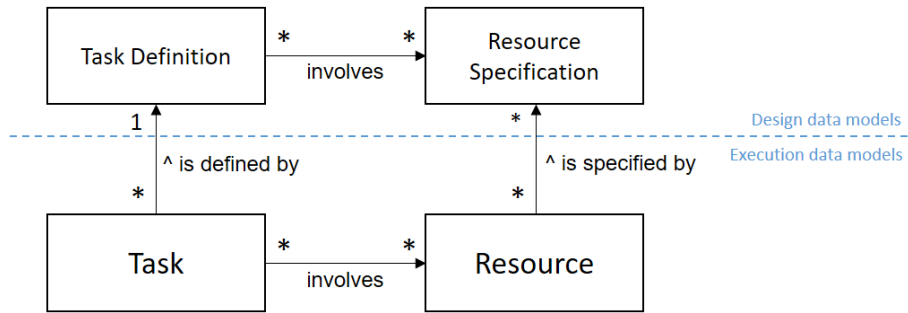 Task Definition
* *
involves
Resource
Specification
1
*
Design data models
Execution data models
^ is defined by
^ is specified by
*
*
Task
* *
involves
Resource